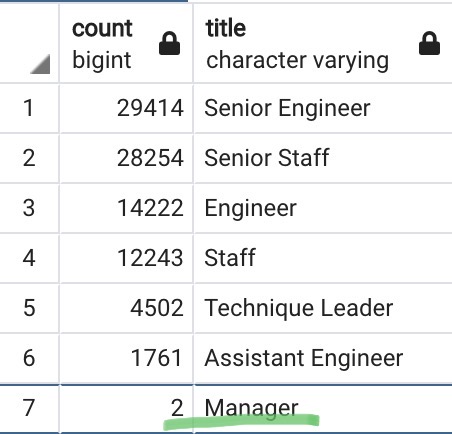 count title
bigint character varying
1 29414 Senior Engineer
2 28254 Senior Staff
3 14222 Engineer
4 12243 Staff
5 4502 Technique Leader
6 1761 Assistant Engineer
7 2 Manager